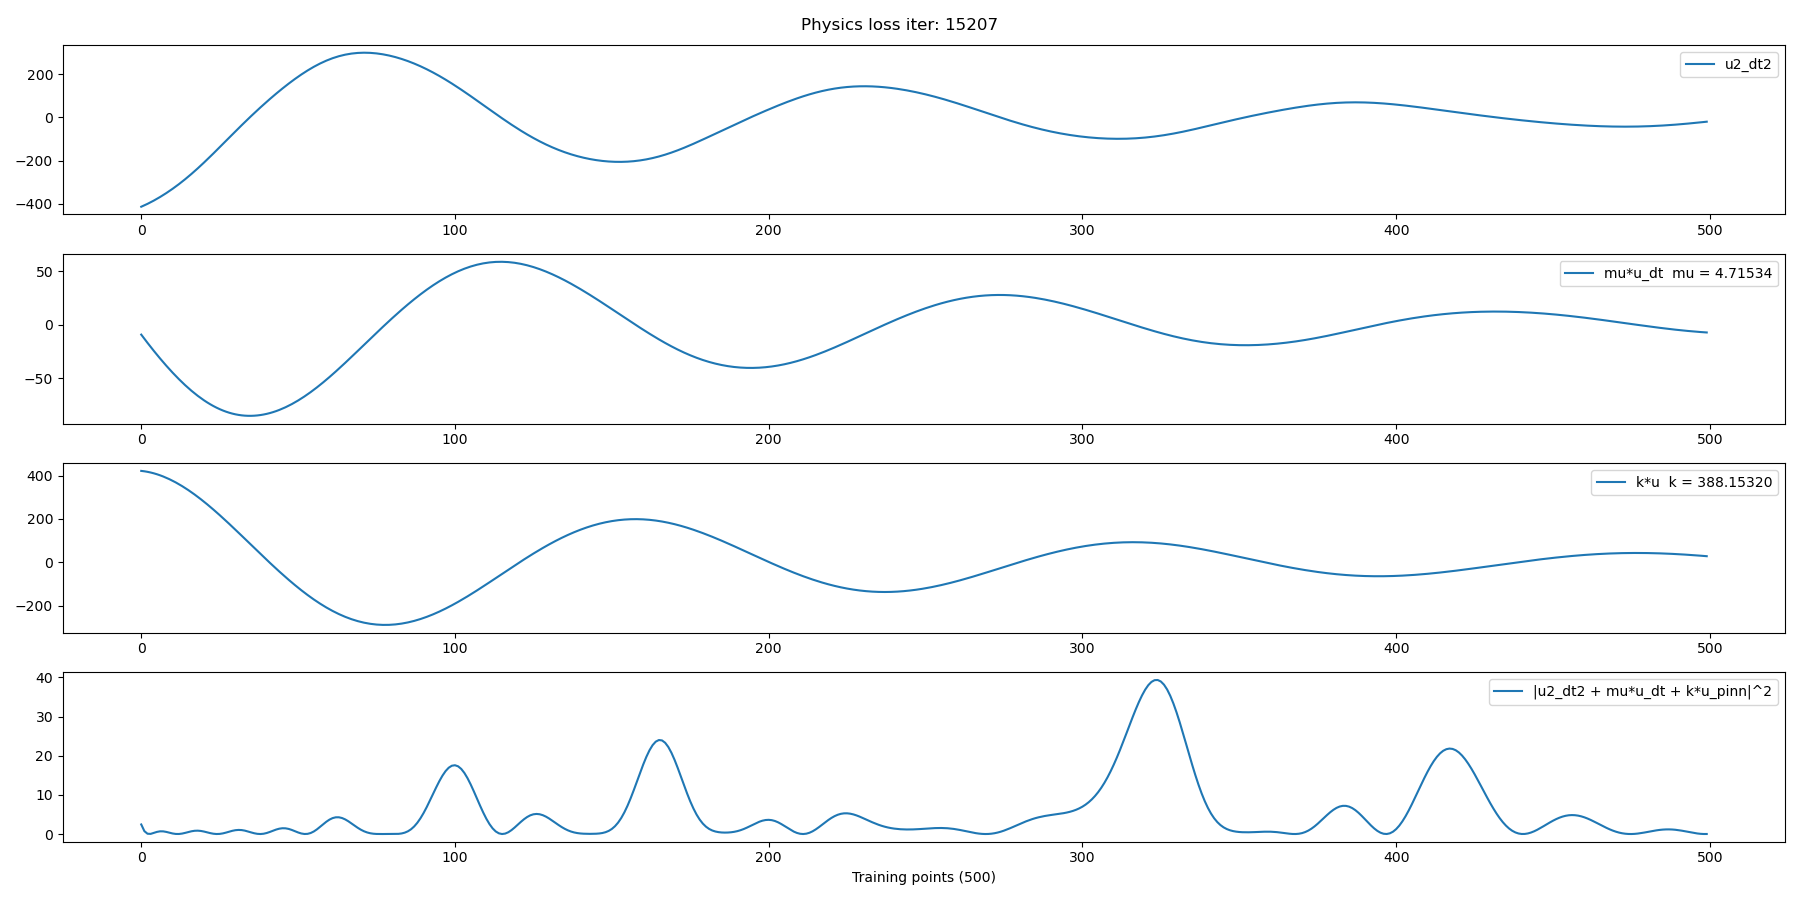 Physics loss iter: 15207
u2_dt2
200
0
−200
−400
0 100 200 300 400 500
mu*u_dt  mu = 4.71534
50
0
−50
0 100 200 300 400 500
k*u  k = 388.15320
400
200
0
−200
0 100 200 300 400 500
|u2_dt2 + mu*u_dt + k*u_pinn|^2
40
30
20
10
0
0 100 200 300 400 500
Training points (500)